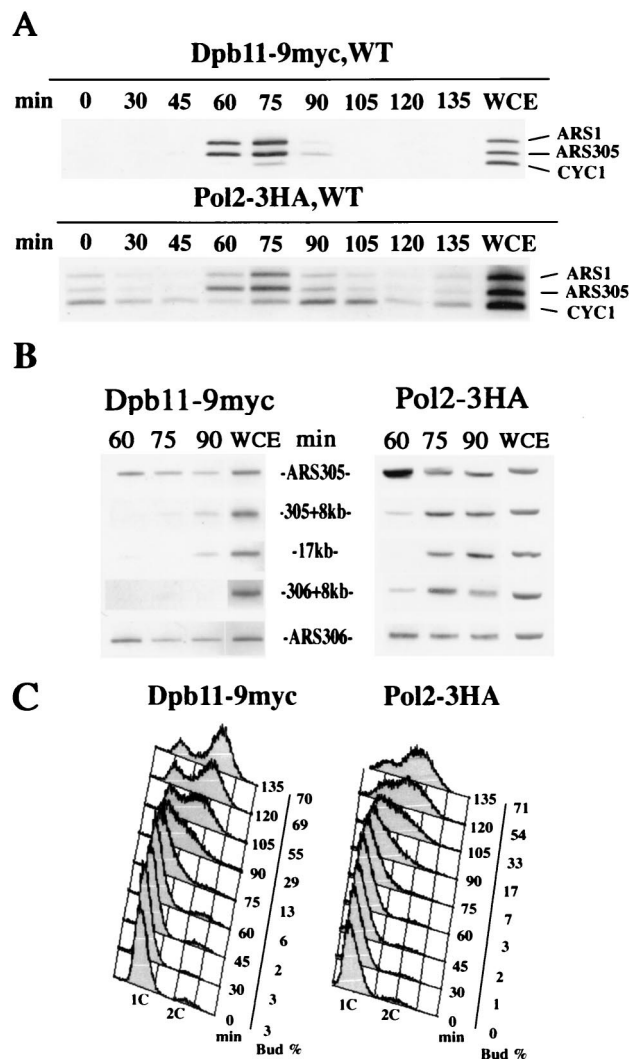 A
Dpb11-9myc,WT
min 0 30 45 60 75 90 105 120 135 WCE
ARS1
ARS305
CYC1
Pol2-3HA,WT
min 0 30 45 60 75 90 105 120 135 WCE
ARS1
ARS305
CYC1
B
Dpb11-9myc Pol2-3HA
60 75 90 WCE min 60 75 90 WCE
-ARS305-
-305+8kb-
-17kb-
-306+8kb-
-ARS306-
C
Dpb11-9myc Pol2-3HA
135 135
120 70 120 71
105 69 105 54
90 55 90 33
75 29 75 17
60 13 60 7
45 6 45 3
30 2 30 2
0 3 0 1
min 3 min 0
1C 2C 1C 2C
Bud % Bud %